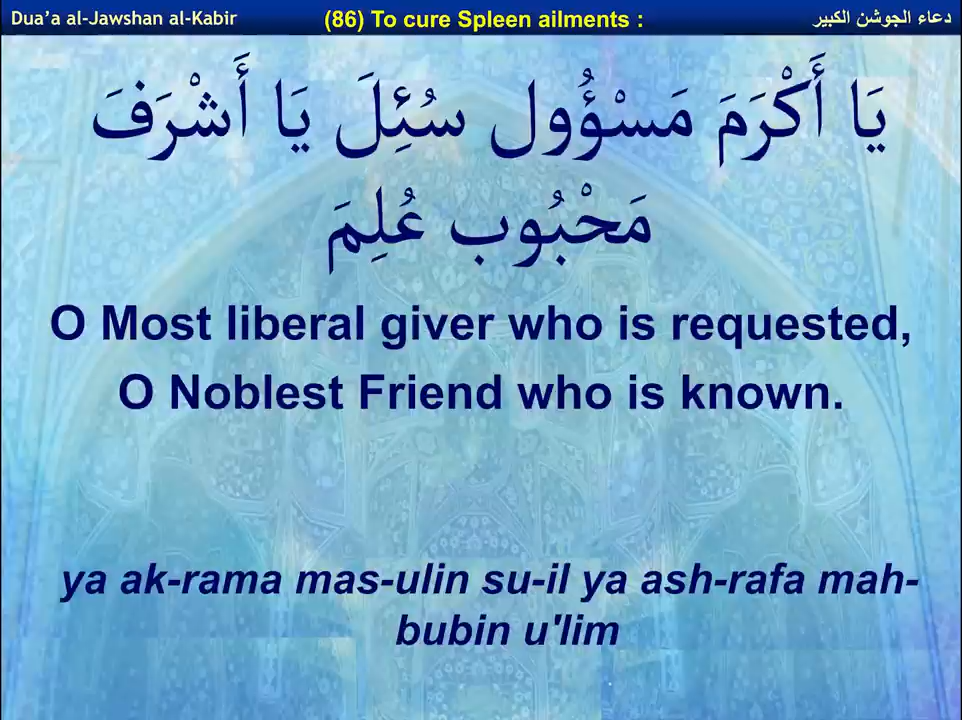 Dua’a al-Jawshan al-Kabir (86) To cure Spleen ailments : دعاء الجوشن الكبير
يَا أَكْرَمَ مَسْؤُول سُئِلَ يَا أَشْرَفَ
مَحْبُوب عُلِمَ
O Most liberal giver who is requested,
O Noblest Friend who is known.
ya ak-rama mas-ulin su-il ya ash-rafa mah-
bubin u'lim